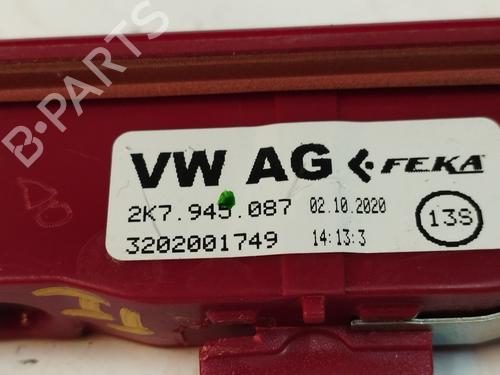 B-PARTS
VW AG FEKA
2K7.945.087 02.10.2020
3202001749 14:13:3
13S